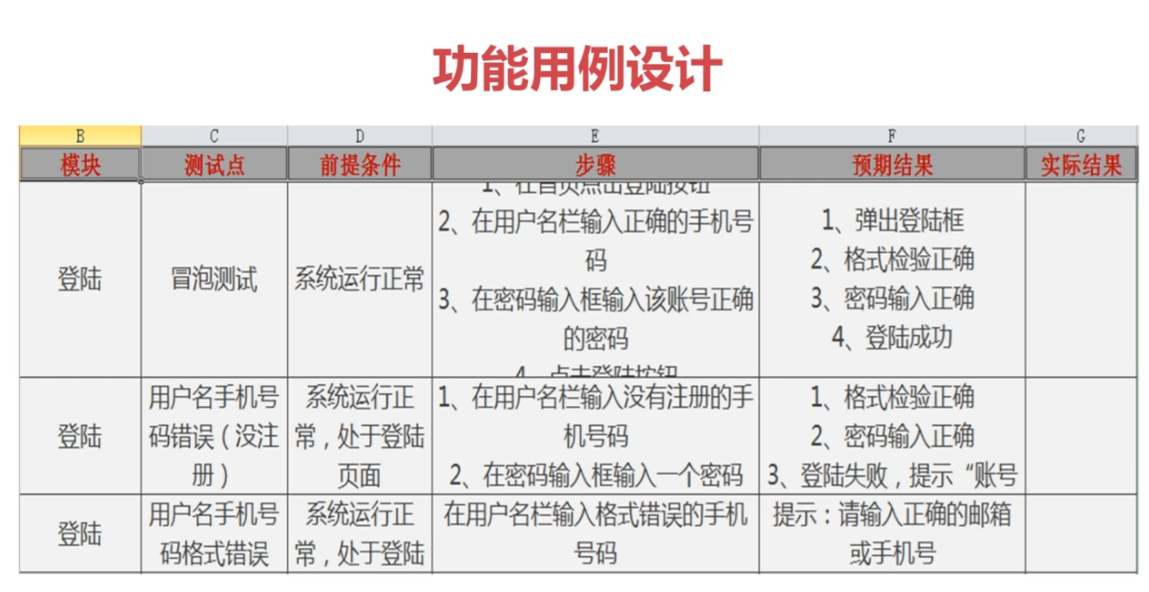 功能用例设计
B C D E F G
模块 测试点 前提条件 步骤 预期结果 实际结果
登陆
冒泡测试
系统运行正常
2、在用户名栏输入正确的手机号
码
3、在密码输入框输入该账号正确
的密码
4、点击登陆按钮
1、弹出登陆框
2、格式检验正确
3、密码输入正确
4、登陆成功
登陆
用户名手机号
码错误（没注
册）
系统运行正
常，处于登陆
页面
1、在用户名栏输入没有注册的手
机号码
2、在密码输入框输入一个密码
1、格式检验正确
2、密码输入正确
3、登陆失败，提示“账号
登陆
用户名手机号
码格式错误
系统运行正
常，处于登陆
在用户名栏输入格式错误的手机
号码
提示：请输入正确的邮箱
或手机号